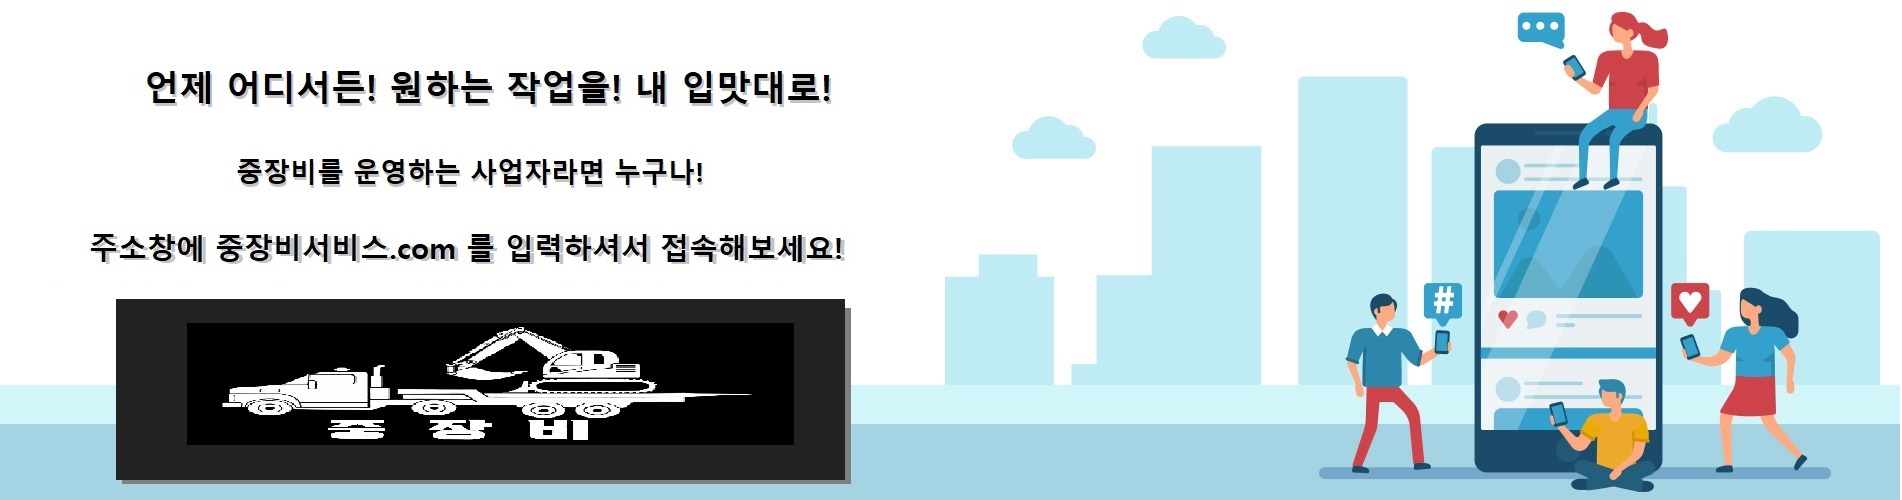 언제 어디서든! 원하는 작업을! 내 입맛대로!
중장비를 운영하는 사업자라면 누구나!
주소창에 중장비서비스.com 를 입력하셔서 접속해보세요!
중 장 비
#